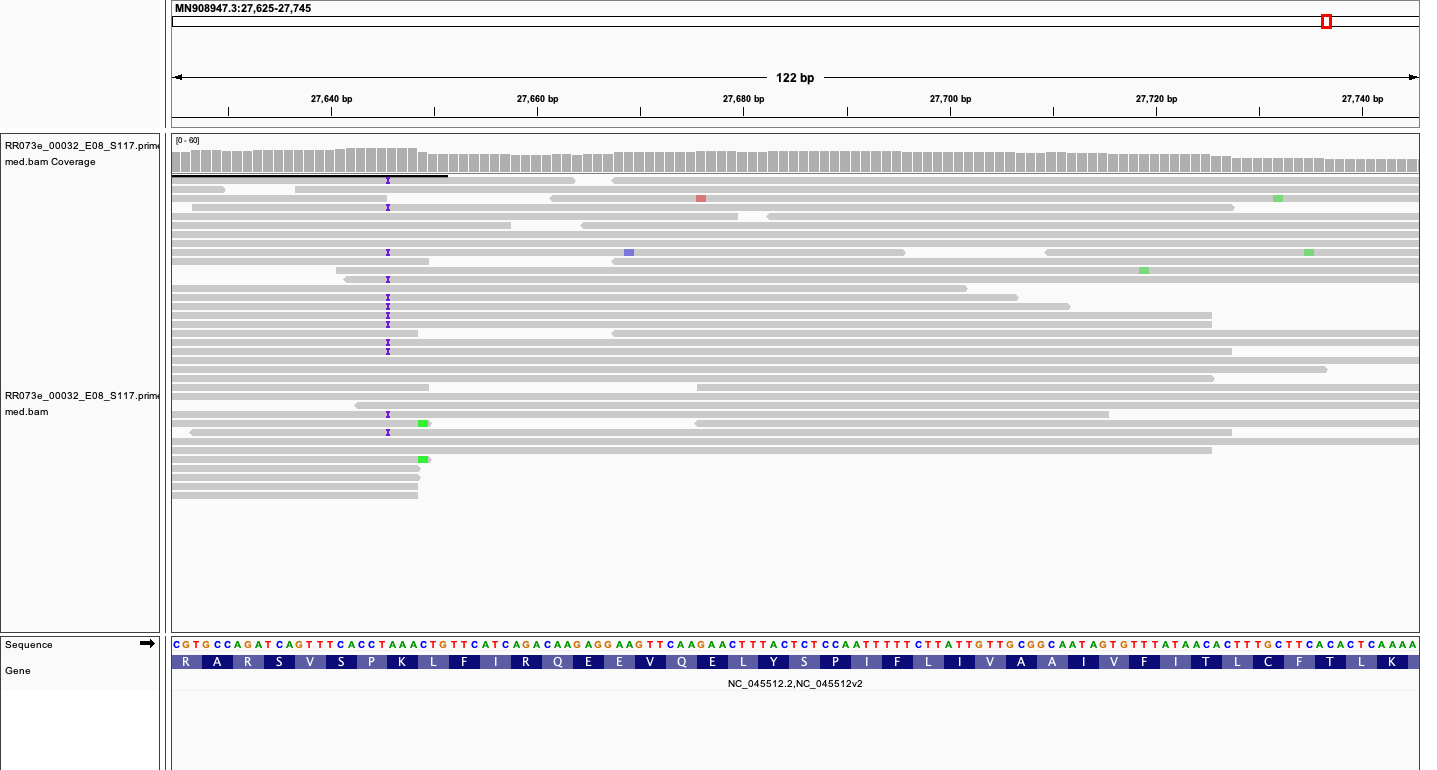 MN908947.3:27,625-27,745
122 bp
27,640 bp 27,660 bp 27,680 bp 27,700 bp 27,720 bp 27,740 bp
RR073e_00032_E08_S117.prime
med.bam Coverage
[0 - 60]
RR073e_00032_E08_S117.prime
med.bam
Sequence
C G T G C C A G A T C A G T T T C A C C T A A A C T G T T C A T C A G A C A A G A G G A A G T T C A A G A A C T T T A C T C T C C A A T T T T T C T T A T T G T T G C G G C A A T A G T G T T T A T A A C A C T T T G C T T C A C A C T C A A A A
Gene
R A R S V S P K L F I R Q E E V Q E L Y S P I F L I V A A I V F I T L C F T L K
NC_045512.2,NC_045512v2